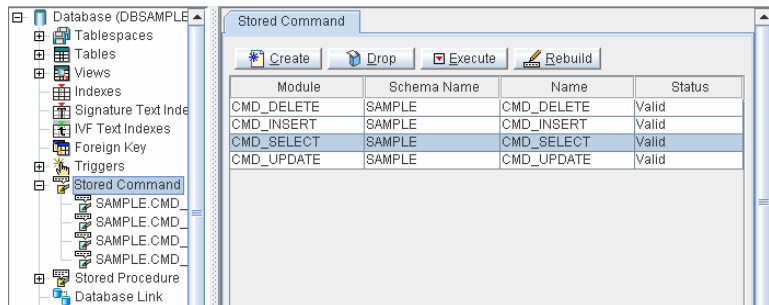 Database (DBSAMPLE
Tablespaces
Tables
Views
Indexes
Signature Text Inde
IVF Text Indexes
Foreign Key
Triggers
Stored Command
SAMPLE.CMD_
SAMPLE.CMD_
SAMPLE.CMD_
SAMPLE.CMD_
Stored Procedure
Database Link
Stored Command
Create Drop Execute Rebuild
Module Schema Name Name Status
CMD_DELETE SAMPLE CMD_DELETE Valid
CMD_INSERT SAMPLE CMD_INSERT Valid
CMD_SELECT SAMPLE CMD_SELECT Valid
CMD_UPDATE SAMPLE CMD_UPDATE Valid